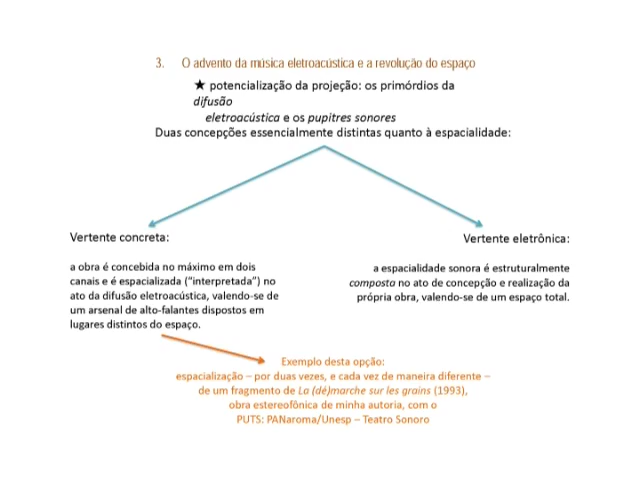 3. O advento da música eletroacústica e a revolução do espaço
★ potencialização da projeção: os primórdios da
difusão
eletroacústica e os pupitres sonores
Duas concepções essencialmente distintas quanto à espacialidade:
Vertente concreta:
a obra é concebida no máximo em dois
canais e é espacializada (“interpretada”) no
ato da difusão eletroacústica, valendo-se de
um arsenal de alto-falantes dispostos em
lugares distintos do espaço.
Vertente eletrônica:
a espacialidade sonora é estruturalmente
composta no ato de concepção e realização da
própria obra, valendo-se de um espaço total.
Exemplo desta opção:
espacialização – por duas vezes, e cada vez de maneira diferente –
de um fragmento de La (dé)marche sur les grains (1993),
obra estereofônica de minha autoria, com o
PUTS: PANaroma/Unesp – Teatro Sonoro